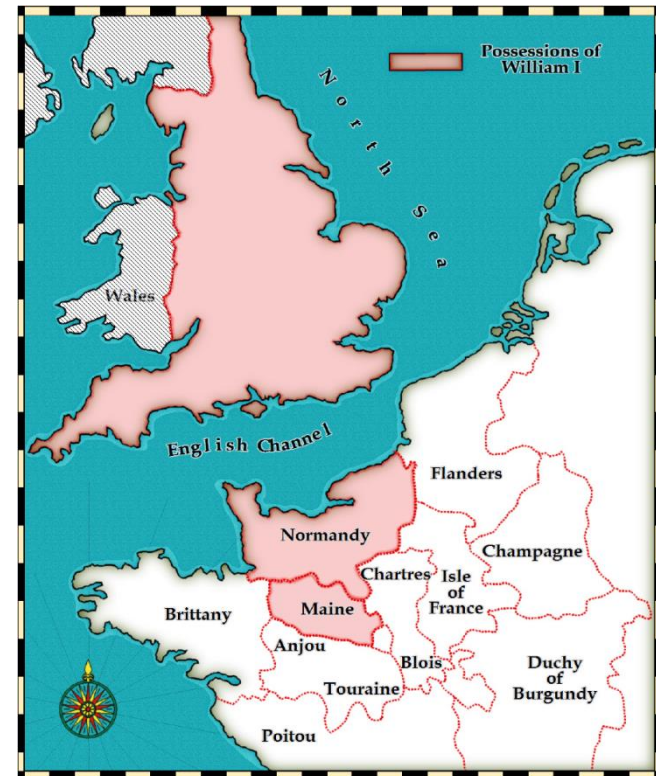 Possessions of
William I
North Sea
Wales
English Channel
Flanders
Normandy
Champagne
Chartres
Isle
of
France
Brittany
Maine
Anjou
Blois
Duchy
of
Burgundy
Touraine
Poitou